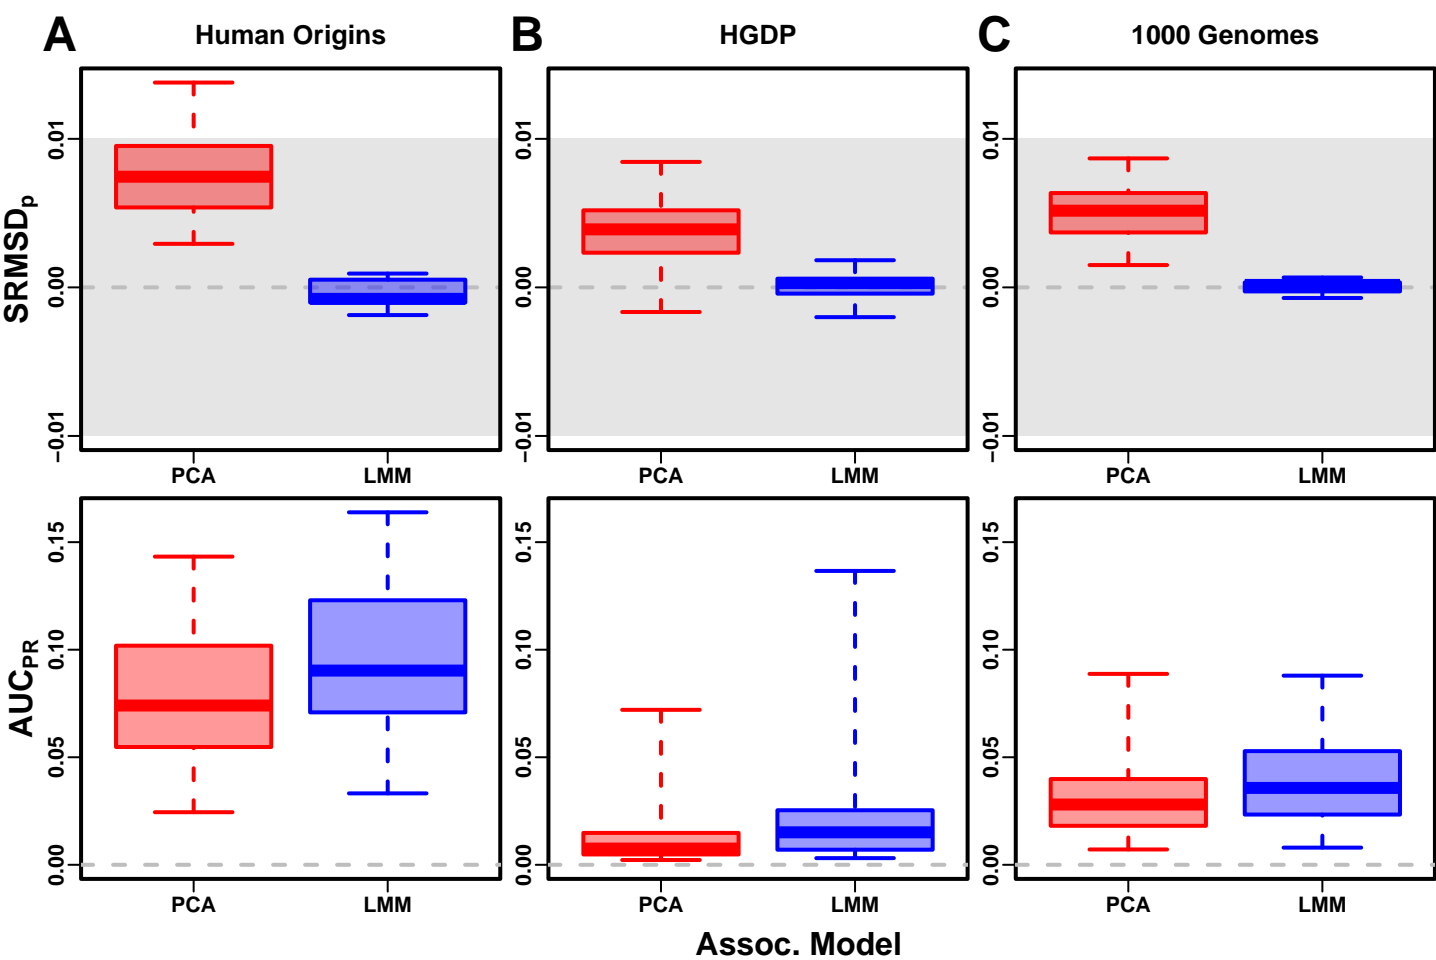 A Human Origins
B HGDP
C 1000 Genomes
SRMSDp
0.01
0.00
−0.01
PCA LMM
0.01
0.00
−0.01
PCA LMM
0.01
0.00
−0.01
PCA LMM
AUCPR
0.15
0.10
0.05
0.00
PCA LMM
0.15
0.10
0.05
0.00
PCA LMM
0.15
0.10
0.05
0.00
PCA LMM
Assoc. Model